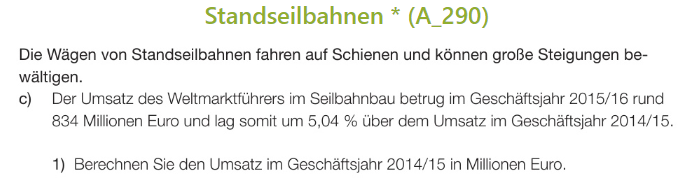 Standseilbahnen * (A_290)
Die Wägen von Standseilbahnen fahren auf Schienen und können große Steigungen be-
wältigen.
c) Der Umsatz des Weltmarktführers im Seilbahnbau betrug im Geschäftsjahr 2015/16 rund
834 Millionen Euro und lag somit um 5,04 % über dem Umsatz im Geschäftsjahr 2014/15.
1) Berechnen Sie den Umsatz im Geschäftsjahr 2014/15 in Millionen Euro.